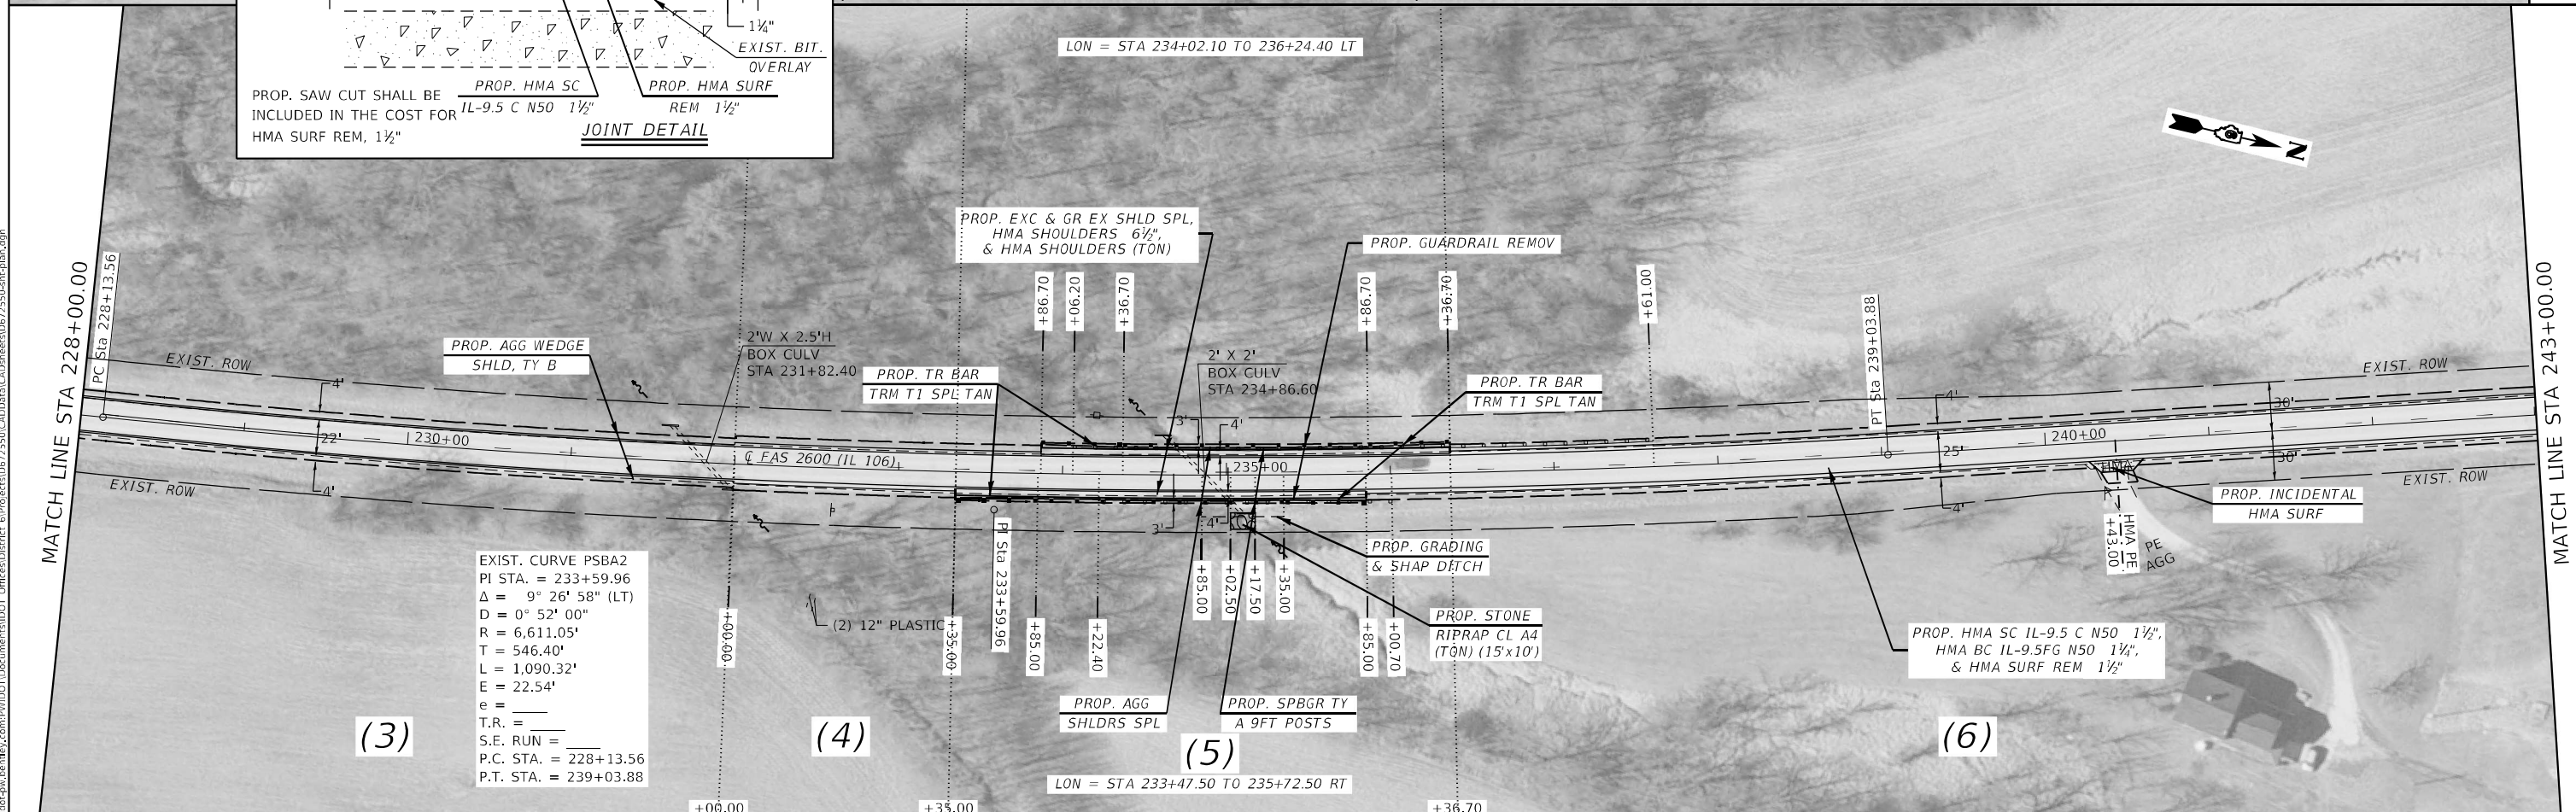 1¼"
EXIST. BIT.
OVERLAY
PROP. HMA SC
IL-9.5 C N50 1½"
PROP. HMA SURF
REM 1½"
PROP. SAW CUT SHALL BE
INCLUDED IN THE COST FOR
HMA SURF REM, 1½"
JOINT DETAIL
LON = STA 234+02.10 TO 236+24.40 LT
N
MATCH LINE STA 228+00.00
PC Sta 228+13.56
EXIST. ROW
EXIST. ROW
4'
22'
4'
230+00
PROP. AGG WEDGE
SHLD, TY B
2'W X 2.5'H
BOX CULV
STA 231+82.40
℄ FAS 2600 (IL 106)
PROP. EXC & GR EX SHLD SPL,
HMA SHOULDERS 6½",
& HMA SHOULDERS (TON)
PROP. GUARDRAIL REMOV
+86.70
+06.20
+36.70
+86.70
+36.70
+61.00
PROP. TR BAR
TRM T1 SPL TAN
2' X 2'
BOX CULV
STA 234+86.60
PROP. TR BAR
TRM T1 SPL TAN
3'
4'
235+00
3'
4'
PT Sta 239+03.88
4'
25'
4'
240+00
30'
30'
EXIST. ROW
EXIST. ROW
MATCH LINE STA 243+00.00
HMA
PROP. INCIDENTAL
HMA SURF
+43.00
HMA PE
PE
AGG
PI Sta 233+59.96
+00.00
+35.00
+85.00
+22.40
+85.00
+02.50
+17.50
+35.00
+85.00
+00.70
PROP. GRADING
& SHAP DITCH
PROP. STONE
RIPRAP CL A4
(TON) (15'x10')
(2) 12" PLASTIC
EXIST. CURVE PSBA2
PI STA. = 233+59.96
Δ = 9° 26' 58" (LT)
D = 0° 52' 00"
R = 6,611.05'
T = 546.40'
L = 1,090.32'
E = 22.54'
e = ____
T.R. = ____
S.E. RUN = ____
P.C. STA. = 228+13.56
P.T. STA. = 239+03.88
PROP. HMA SC IL-9.5 C N50 1½",
HMA BC IL-9.5FG N50 1¼",
& HMA SURF REM 1½"
PROP. AGG
SHLDRS SPL
PROP. SPBGR TY
A 9FT POSTS
(3)
(4)
(5)
(6)
LON = STA 233+47.50 TO 235+72.50 RT
+00.00
+35.00
+36.70